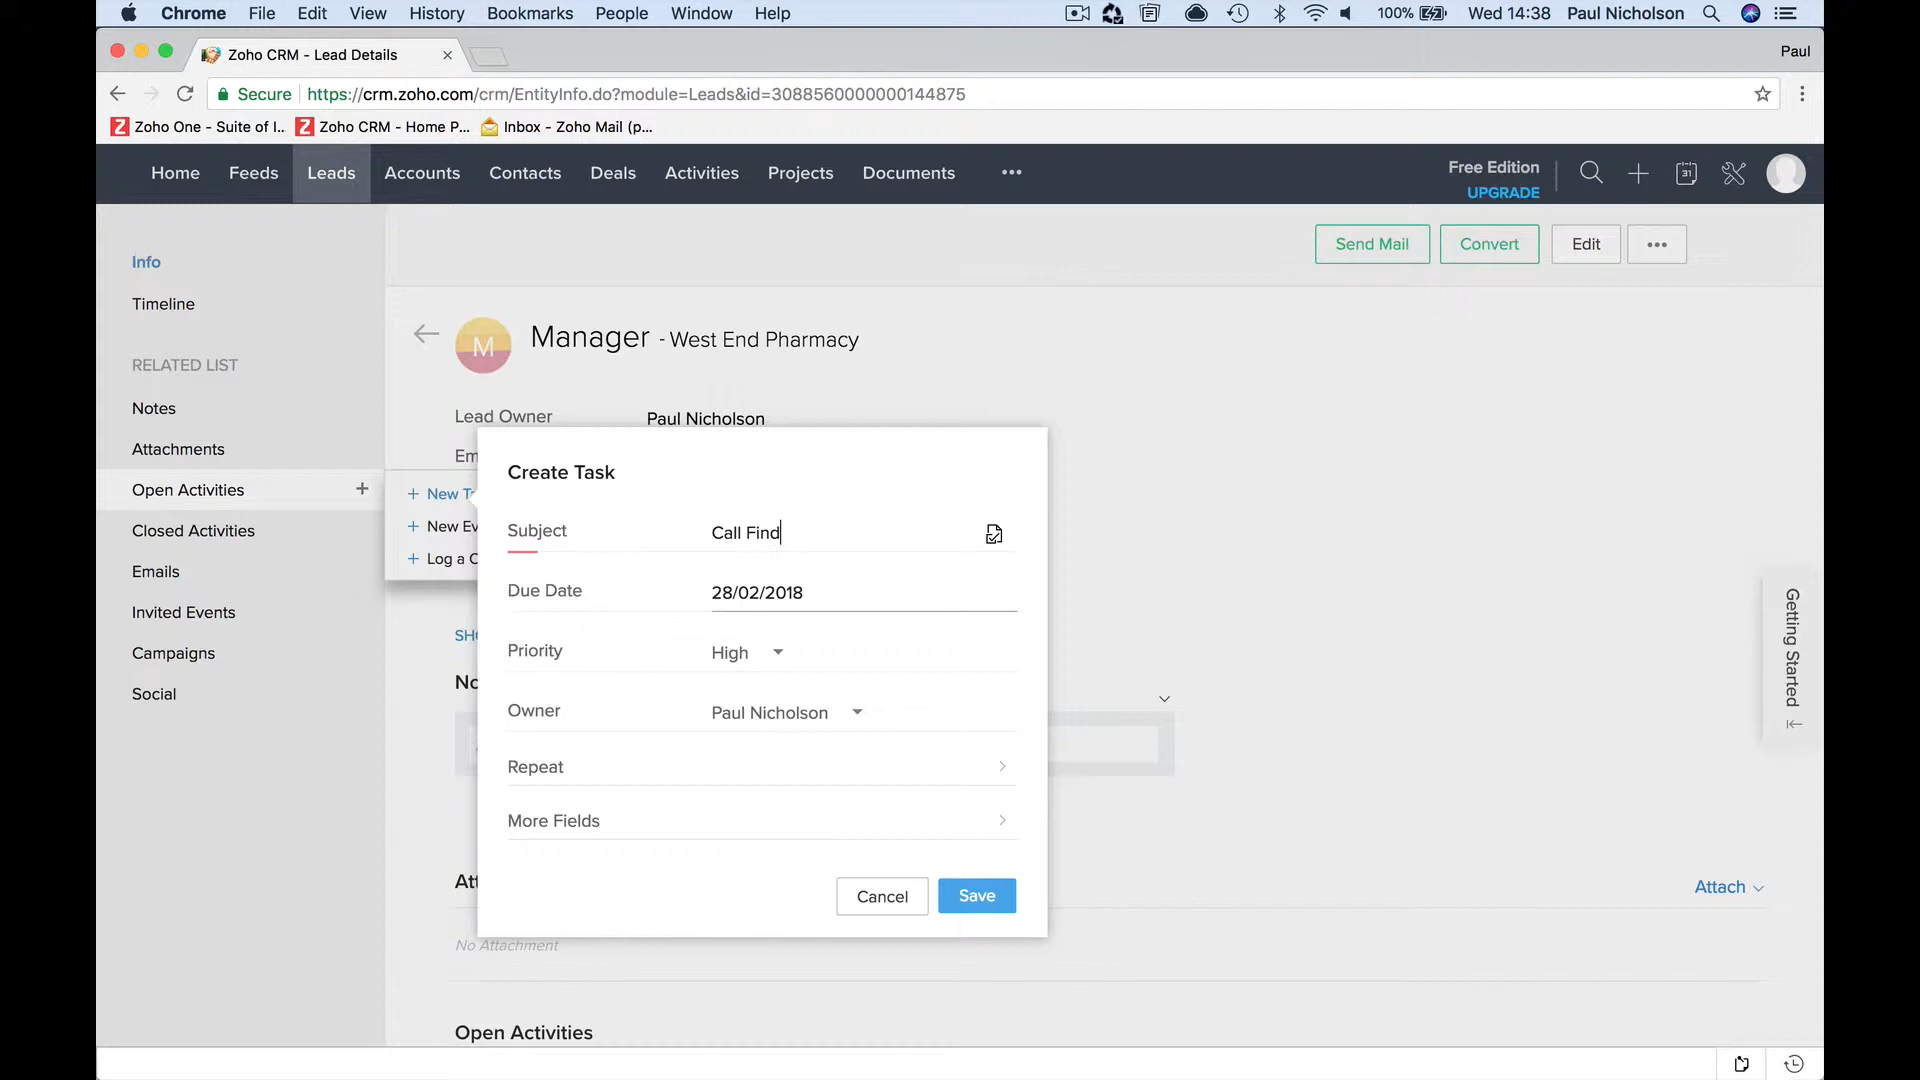 Chrome File Edit View History Bookmarks People Window Help 100% Wed 14:38 Paul Nicholson
Zoho CRM - Lead Details Paul
Secure https://crm.zoho.com/crm/EntityInfo.do?module=Leads&id=3088560000000144875
Zoho One - Suite of I... Zoho CRM - Home P... Inbox - Zoho Mail (p...
Home Feeds Leads Accounts Contacts Deals Activities Projects Documents ••• Free Edition
UPGRADE
31
Send Mail Convert Edit •••
Info
Timeline
RELATED LIST
Notes
Attachments
Open Activities +
Closed Activities
Emails
Invited Events
Campaigns
Social
M Manager - West End Pharmacy
Lead Owner Paul Nicholson
Em
+ New T
+ New Ev
+ Log a C
SHO
No
Create Task
Subject Call Find
Due Date 28/02/2018
Priority High
Owner Paul Nicholson
Repeat
More Fields
Cancel Save
Getting Started
Att Attach
No Attachment
Open Activities